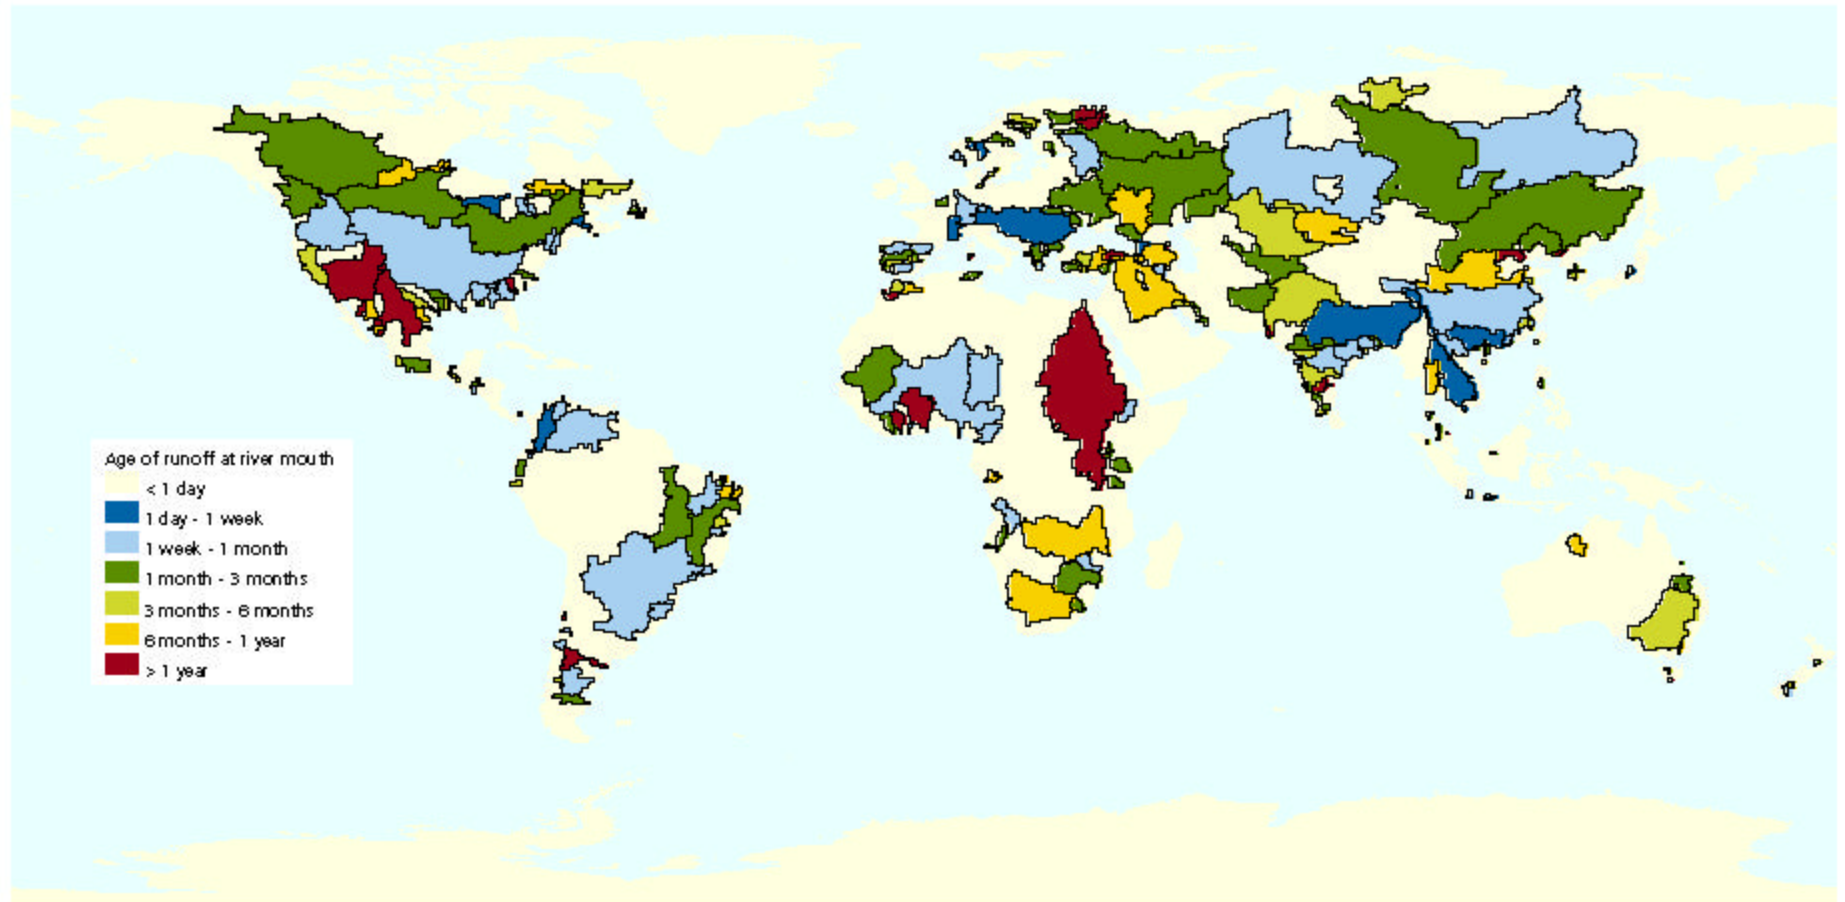 Age of runoff at river mouth
< 1 day
1 day - 1 week
1 week - 1 month
1 month - 3 months
3 months - 6 months
6 months - 1 year
> 1 year